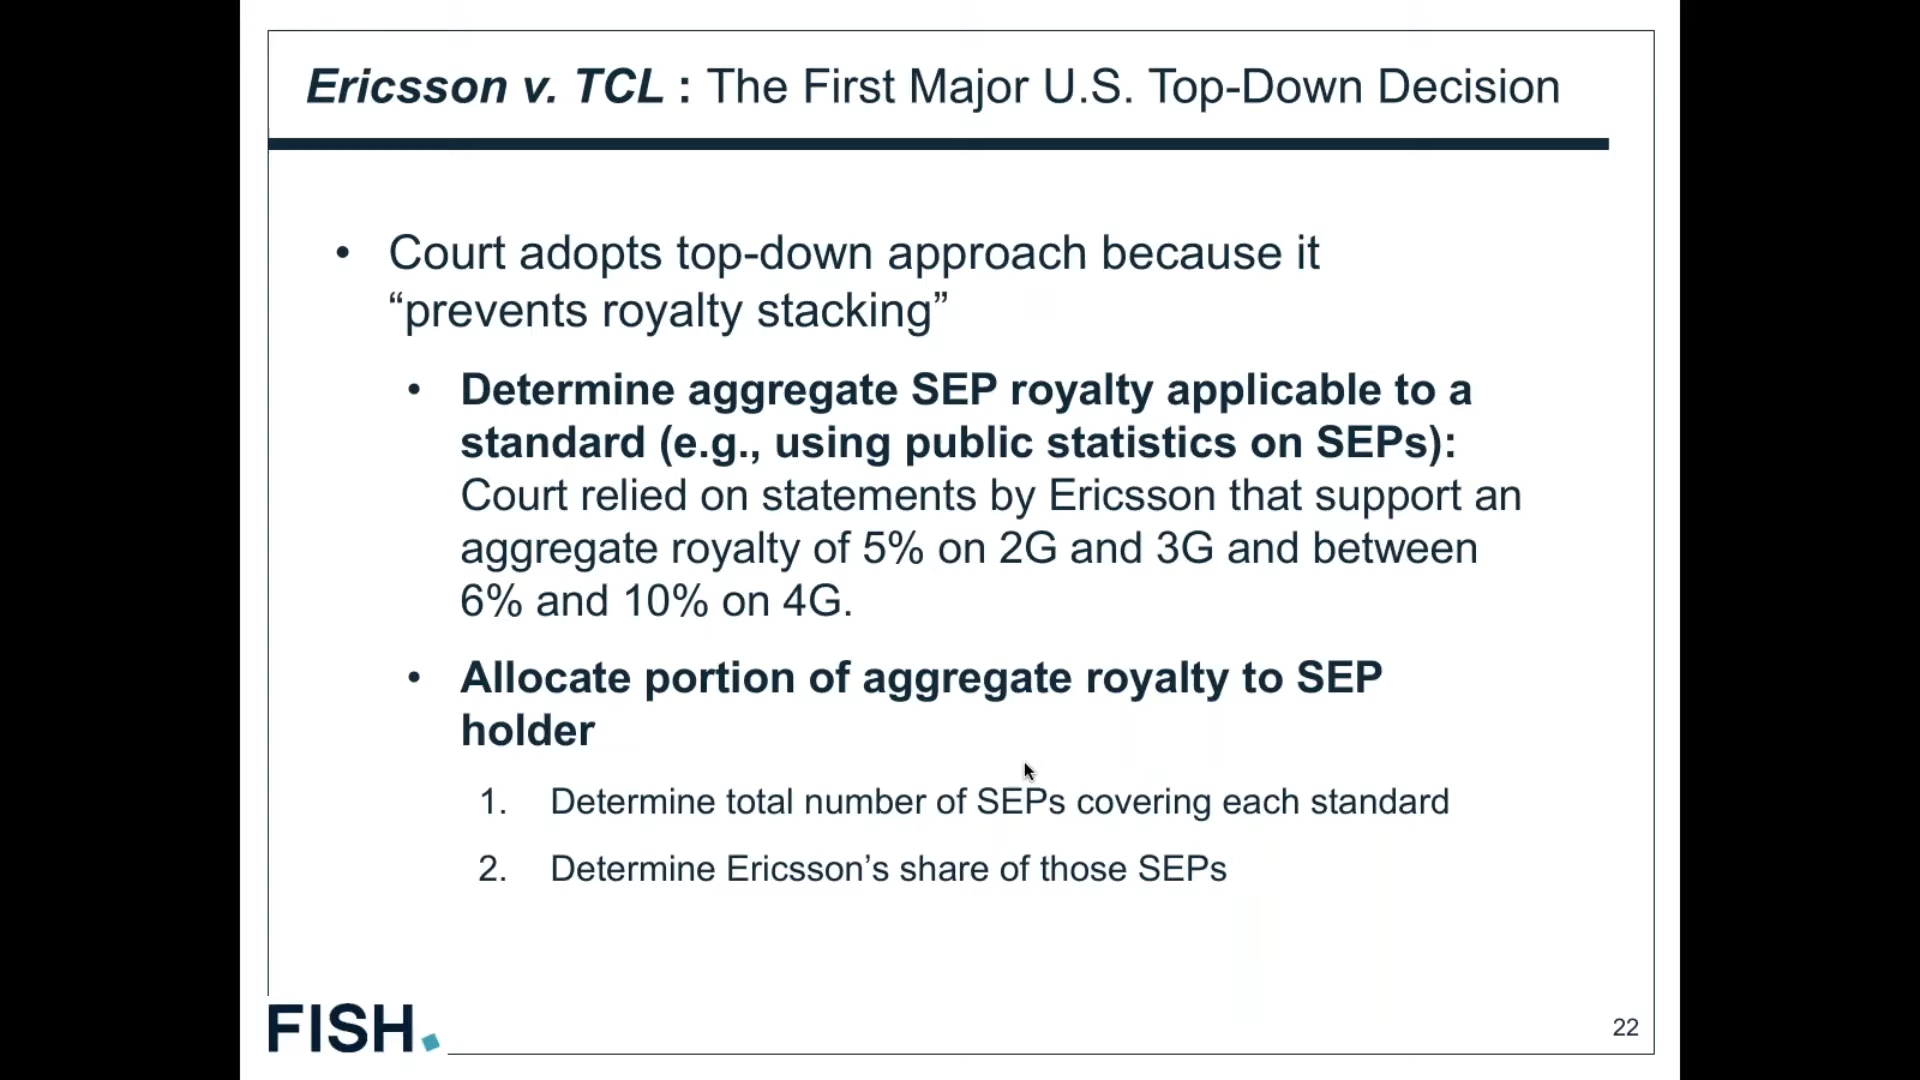 Ericsson v. TCL : The First Major U.S. Top-Down Decision
• Court adopts top-down approach because it
“prevents royalty stacking”
• Determine aggregate SEP royalty applicable to a
standard (e.g., using public statistics on SEPs):
Court relied on statements by Ericsson that support an
aggregate royalty of 5% on 2G and 3G and between
6% and 10% on 4G.
• Allocate portion of aggregate royalty to SEP
holder
1. Determine total number of SEPs covering each standard
2. Determine Ericsson’s share of those SEPs
FISH.
22